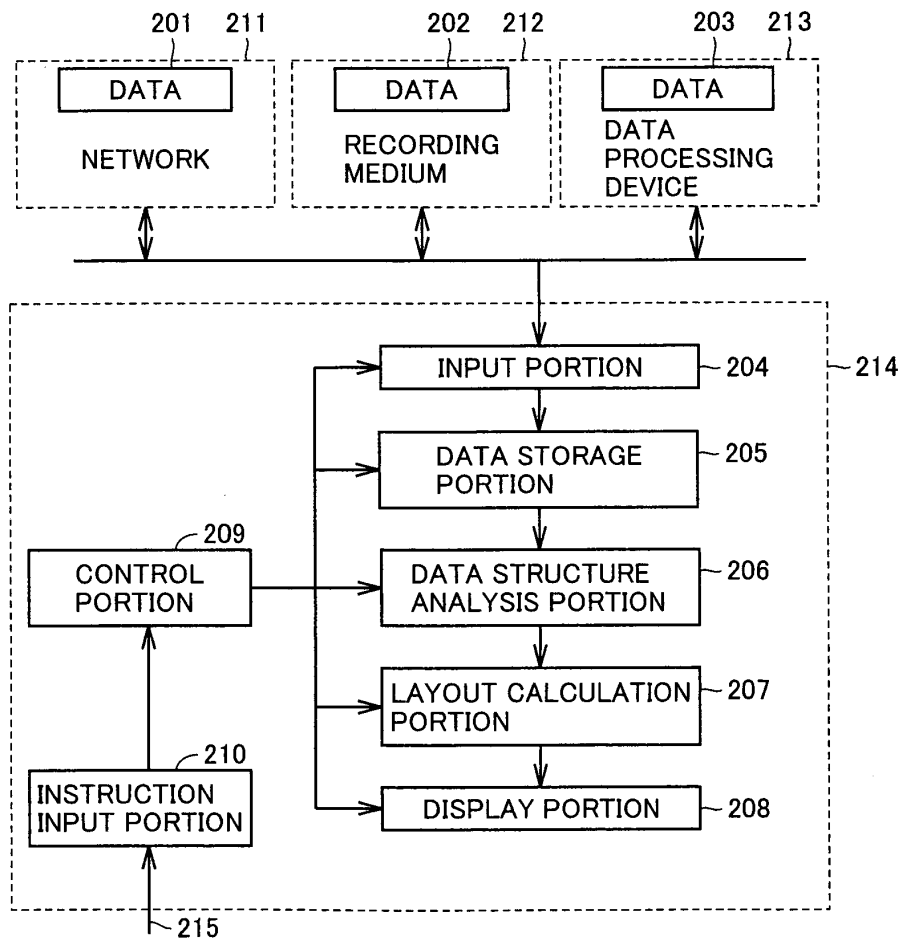 201
211
202
212
203
213
DATA
NETWORK
DATA
RECORDING
MEDIUM
DATA
DATA
PROCESSING
DEVICE
INPUT PORTION
204
214
DATA STORAGE
PORTION
205
209
CONTROL
PORTION
DATA STRUCTURE
ANALYSIS PORTION
206
LAYOUT CALCULATION
PORTION
207
210
INSTRUCTION
INPUT PORTION
DISPLAY PORTION
208
215